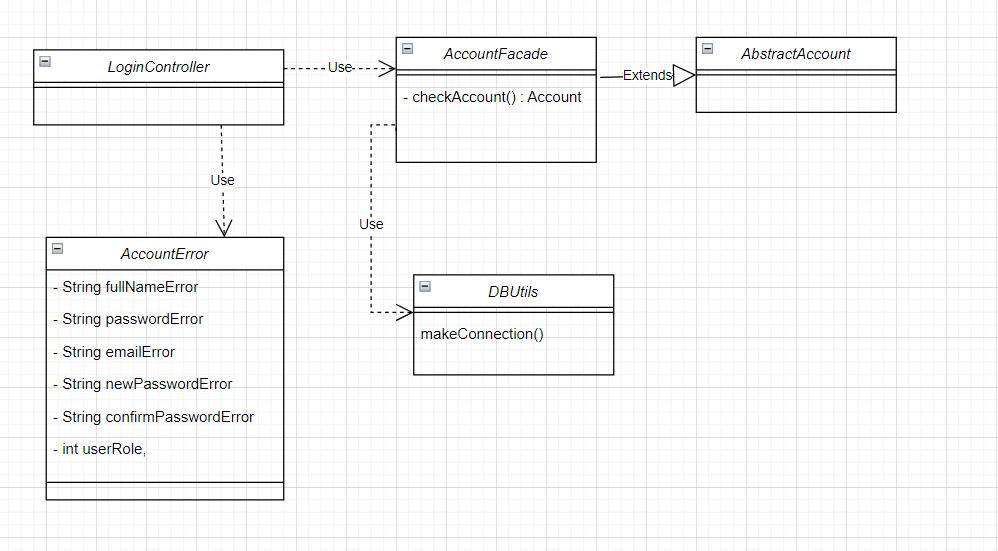 LoginController
Use
AccountFacade
- checkAccount() : Account
Extends
AbstractAccount
Use
Use
AccountError
- String fullNameError
- String passwordError
- String emailError
- String newPasswordError
- String confirmPasswordError
- int userRole,
DBUtils
makeConnection()